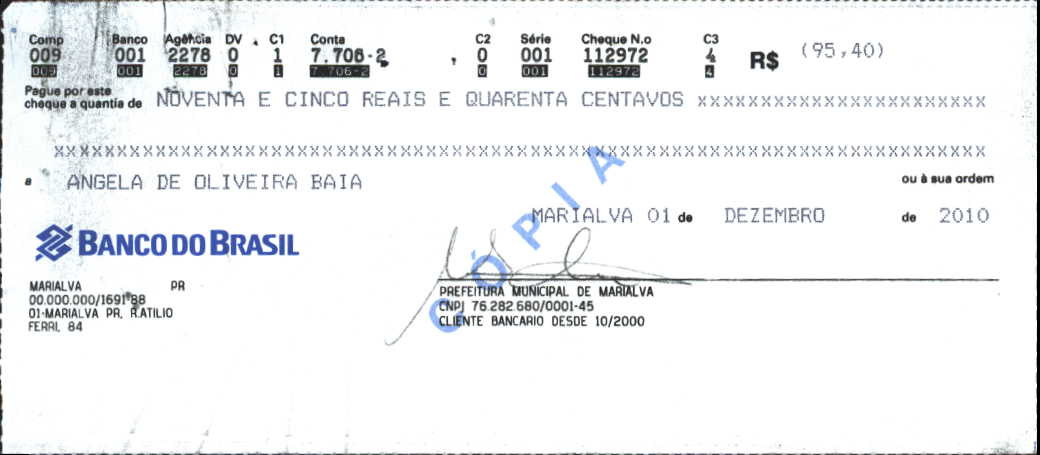 Comp Banco Agência DV C1 Conta C2 Série Cheque N.o C3
009 001 2278 0 1 7.706-2 0 001 112972 4 R$ (95,40)
009 001 2278 0 1 7.706-2 0 001 112972 4
Pague por este
cheque a quantia de NOVENTA E CINCO REAIS E QUARENTA CENTAVOS xxxxxxxxxxxxxxxxxxxxxxx
xxxxxxxxxxxxxxxxxxxxxxxxxxxxxxxxxxxxxxxxxxxxxxxxxxxxxxxxxxxxxxxxxxxxxxxxxxx
a ANGELA DE OLIVEIRA BAIA ou à sua ordem
MARIALVA 01 de DEZEMBRO de 2010
BANCO DO BRASIL
CÓPIA
MARIALVA PR
00.000.000/1691-88
01-MARIALVA PR. R.ATILIO
FERRI, 84
PREFEITURA MUNICIPAL DE MARIALVA
CNPJ 76.282.680/0001-45
CLIENTE BANCARIO DESDE 10/2000